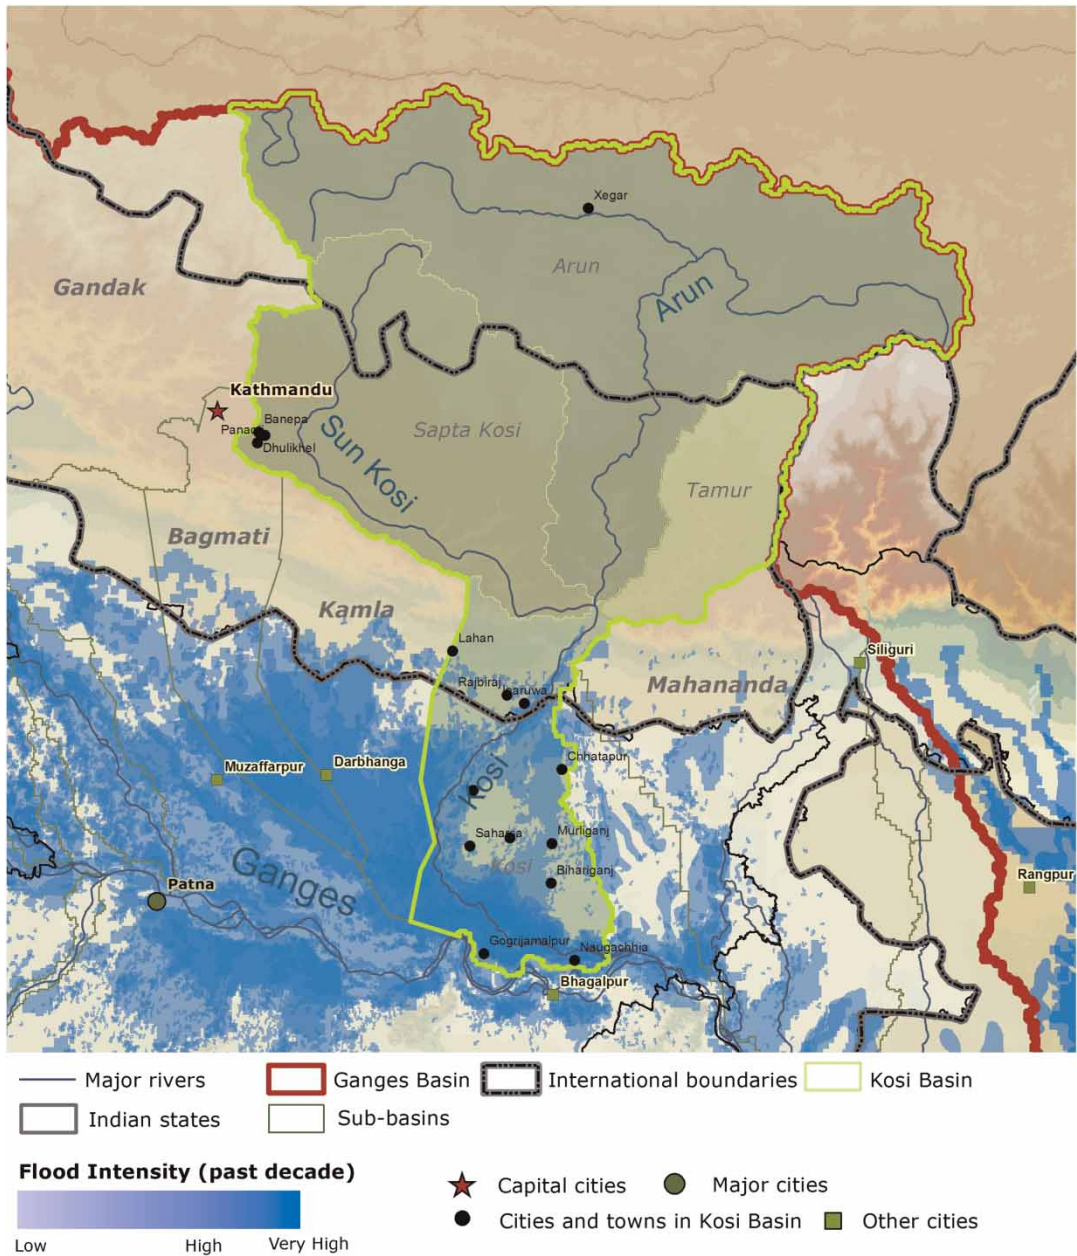 Xegar
Arun
Arun
Gandak
Kathmandu
Banepa
Dhulikhel
Sun Kosi
Sapta Kosi
Tamur
Bagmati
Kamla
Lahan
Siliguri
Rajbiraj
Mahananda
Chhatapur
Muzaffarpur
Darbhanga
Kosi
Murliganj
Kosi
Bihariganj
Ganges
Patna
Rangpur
Gogrijamalpur
Naugachhia
Bhagalpur
Major rivers
Ganges Basin
International boundaries
Kosi Basin
Indian states
Sub-basins
Flood Intensity (past decade)
Low
High
Very High
Capital cities
Major cities
Cities and towns in Kosi Basin
Other cities